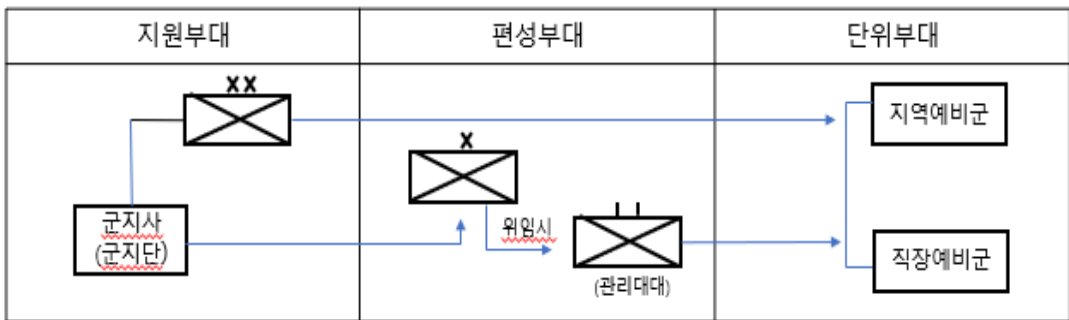 지원부대
편성부대
단위부대
XX
지역예비군
X
군지사
(군지단)
위임시
(관리대대)
직장예비군